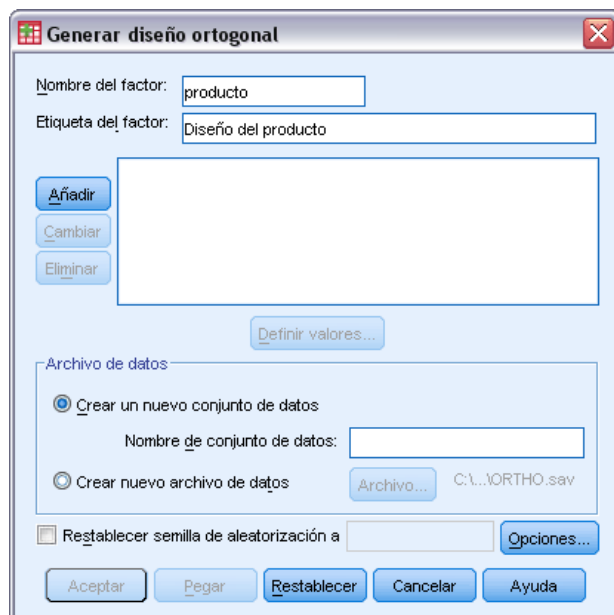 Generar diseño ortogonal
Nombre del factor: producto
Etiqueta del factor: Diseño del producto
Añadir
Cambiar
Eliminar
Definir valores...
Archivo de datos
Crear un nuevo conjunto de datos
Nombre de conjunto de datos:
Crear nuevo archivo de datos Archivo... C:\...\ORTHO.sav
Restablecer semilla de aleatorización a Opciones...
Aceptar Pegar Restablecer Cancelar Ayuda